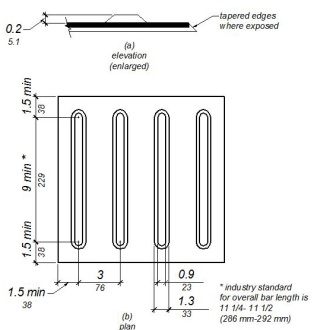 tapered edges
where exposed
0.2
5.1
(a)
elevation
(enlarged)
1.5 min
38
9 min *
229
1.5 min
38
3
76
0.9
23
1.5 min
38
1.3
33
(b)
plan
* industry standard
for overall bar length is
11 1/4- 11 1/2
(286 mm-292 mm)